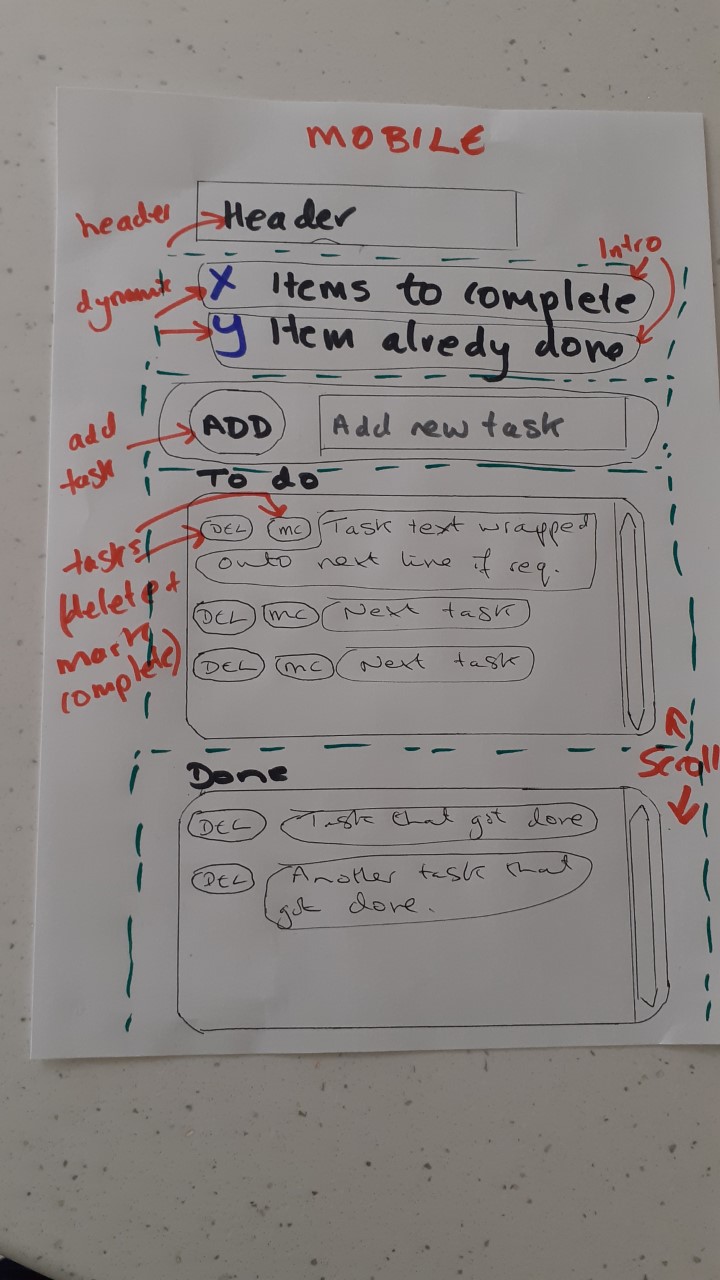 MOBILE
header
Header
Intro
dynamic
X Items to complete
Y Item alredy done
add
task
ADD
Add new task
To do
tasks
(delete +
mark
complete)
DEL
MC
Task text wrapped
onto next line if req.
DEL
MC
Next task
DEL
MC
Next task
Scroll
Done
DEL
Task that got done
DEL
Another task that
got done.